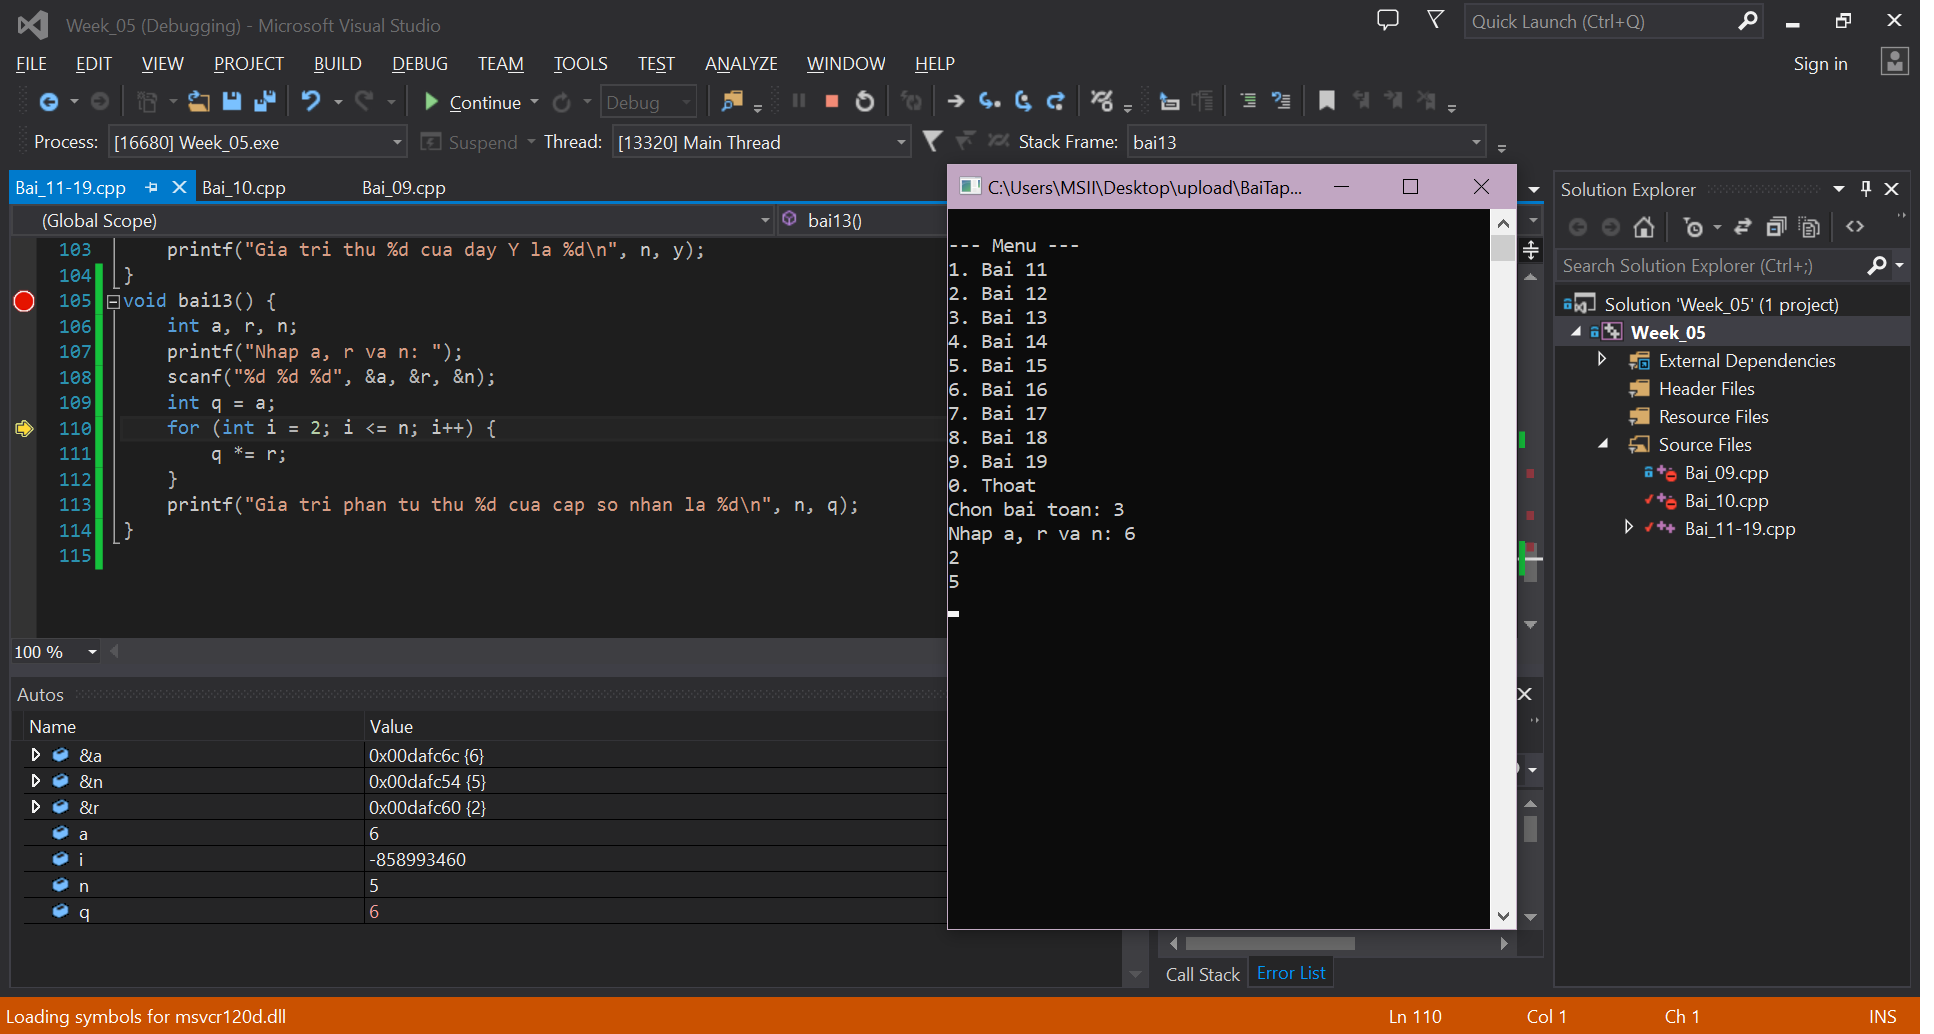 Week_05 (Debugging) - Microsoft Visual Studio
Quick Launch (Ctrl+Q)
FILE EDIT VIEW PROJECT BUILD DEBUG TEAM TOOLS TEST ANALYZE WINDOW HELP
Sign in
Continue Debug
Process: [16680] Week_05.exe Suspend Thread: [13320] Main Thread Stack Frame: bai13
Bai_11-19.cpp Bai_10.cpp Bai_09.cpp
(Global Scope) bai13()
103 printf("Gia tri thu %d cua day Y la %d\n", n, y);
104 }
105 void bai13() {
106 int a, r, n;
107 printf("Nhap a, r va n: ");
108 scanf("%d %d %d", &a, &r, &n);
109 int q = a;
110 for (int i = 2; i <= n; i++) {
111 q *= r;
112 }
113 printf("Gia tri phan tu thu %d cua cap so nhan la %d\n", n, q);
114 }
115
100 %
Autos
Name Value
&a 0x00dafc6c {6}
&n 0x00dafc54 {5}
&r 0x00dafc60 {2}
a 6
i -858993460
n 5
q 6
C:\Users\MSII\Desktop\upload\BaiTap...
--- Menu ---
1. Bai 11
2. Bai 12
3. Bai 13
4. Bai 14
5. Bai 15
6. Bai 16
7. Bai 17
8. Bai 18
9. Bai 19
0. Thoat
Chon bai toan: 3
Nhap a, r va n: 6
2
5
Call Stack Error List
Solution Explorer
Search Solution Explorer (Ctrl+;)
Solution 'Week_05' (1 project)
Week_05
External Dependencies
Header Files
Resource Files
Source Files
Bai_09.cpp
Bai_10.cpp
Bai_11-19.cpp
Loading symbols for msvcr120d.dll Ln 110 Col 1 Ch 1 INS